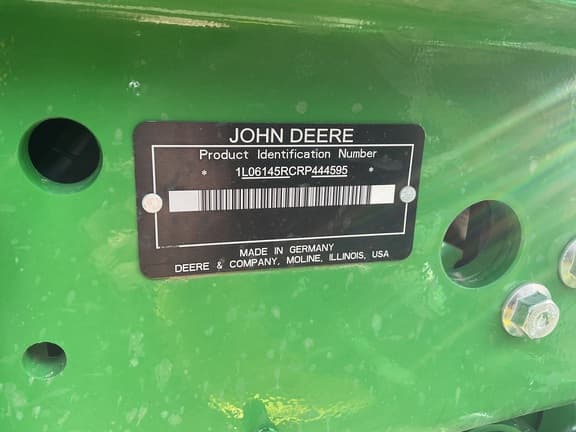 JOHN DEERE
Product Identification Number
* 1L06145RCRP444595 *
MADE IN GERMANY
DEERE & COMPANY, MOLINE, ILLINOIS, USA